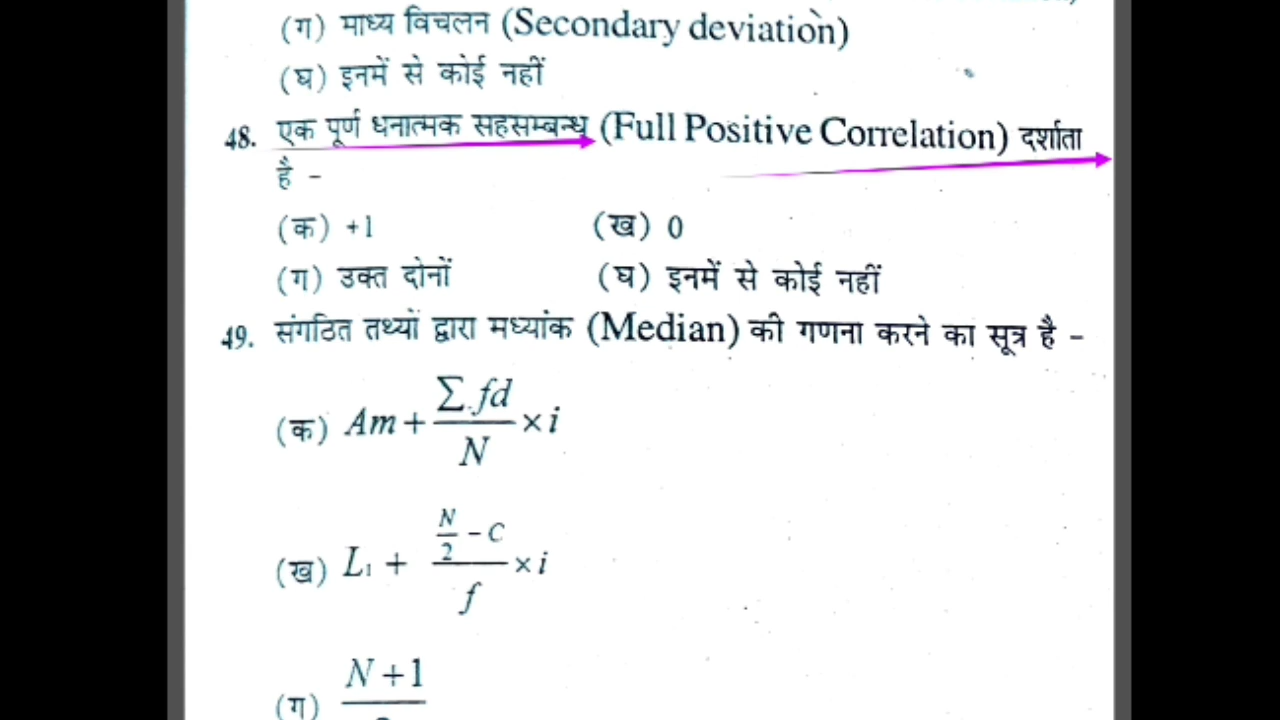 (ग) माध्य विचलन (Secondary deviation)
(घ) इनमें से कोई नहीं
48. एक पूर्ण धनात्मक सहसम्बन्ध (Full Positive Correlation) दर्शाता
है -
(क) +1 (ख) 0
(ग) उक्त दोनों (घ) इनमें से कोई नहीं
49. संगठित तथ्यों द्वारा मध्यांक (Median) की गणना करने का सूत्र है -
(क) Am + ∑fd / N × i
(ख) L₁ + (N/2 - C) / f × i
(ग) N + 1